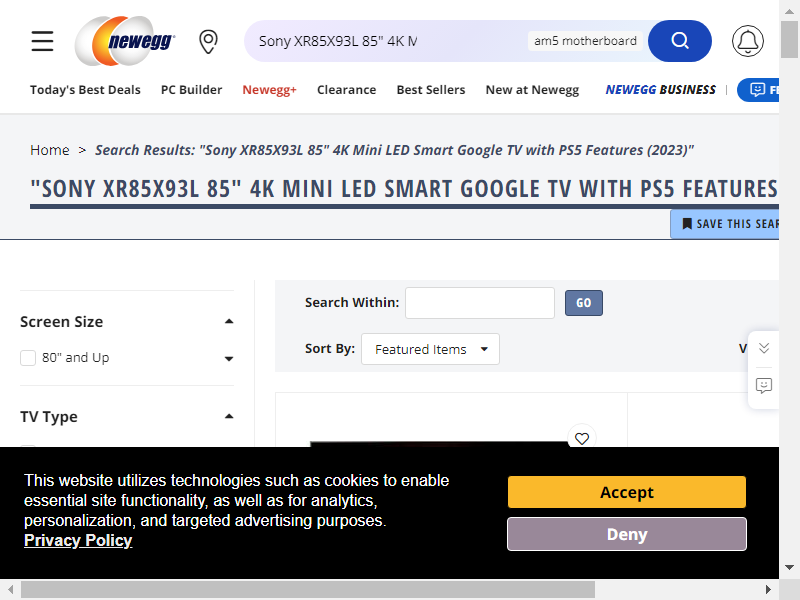 newegg
Sony XR85X93L 85" 4K M
am5 motherboard
Today's Best Deals
PC Builder
Newegg+
Clearance
Best Sellers
New at Newegg
NEWEGG BUSINESS
FE
Home > Search Results: "Sony XR85X93L 85" 4K Mini LED Smart Google TV with PS5 Features (2023)"
"SONY XR85X93L 85" 4K MINI LED SMART GOOGLE TV WITH PS5 FEATURES
SAVE THIS SEAR
Screen Size
80" and Up
TV Type
Search Within:
GO
Sort By:
Featured Items
V
This website utilizes technologies such as cookies to enable
essential site functionality, as well as for analytics,
personalization, and targeted advertising purposes.
Privacy Policy
Accept
Deny